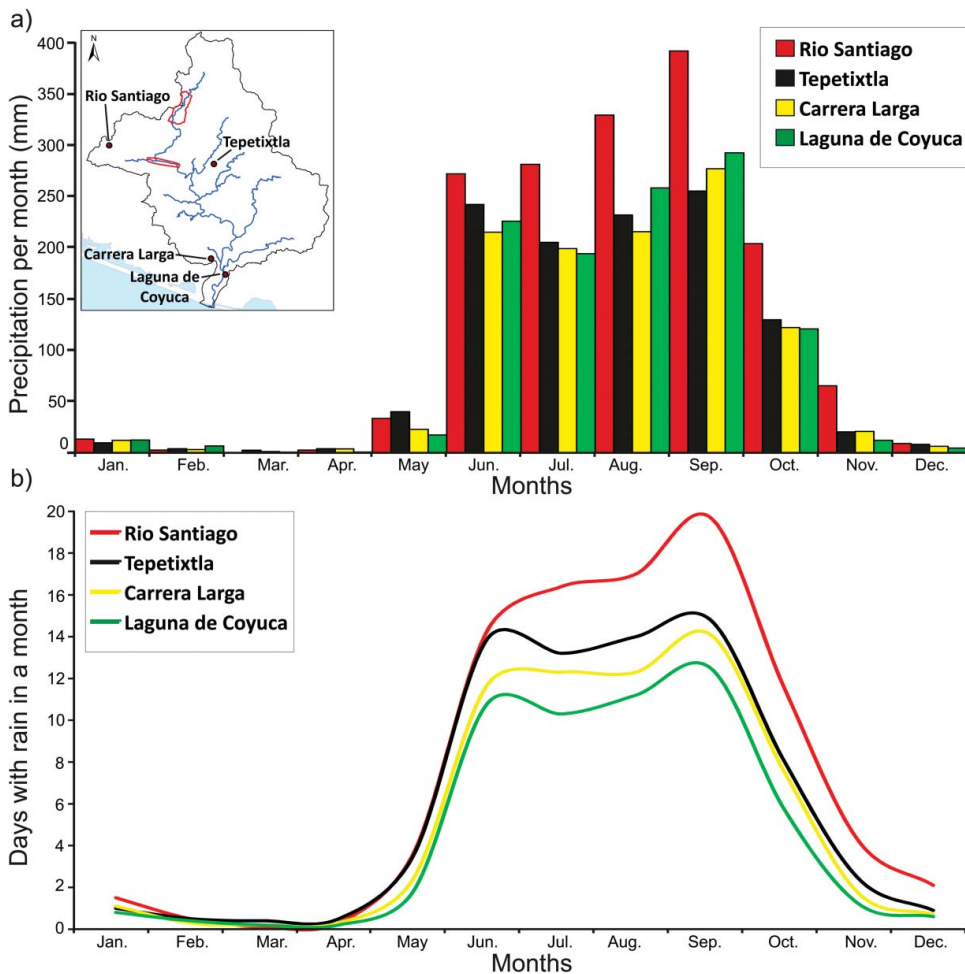 a)
Precipitation per month (mm)
400
350
300
250
200
150
100
50
0
N
Rio Santiago
Tepetixtla
Carrera Larga
Laguna de
Coyuca
Rio Santiago
Tepetixtla
Carrera Larga
Laguna de Coyuca
Jan. Feb. Mar. Apr. May Jun. Jul. Aug. Sep. Oct. Nov. Dec.
Months
b)
Days with rain in a month
20
18
16
14
12
10
8
6
4
2
0
Rio Santiago
Tepetixtla
Carrera Larga
Laguna de Coyuca
Jan. Feb. Mar. Apr. May Jun. Jul. Aug. Sep. Oct. Nov. Dec.
Months